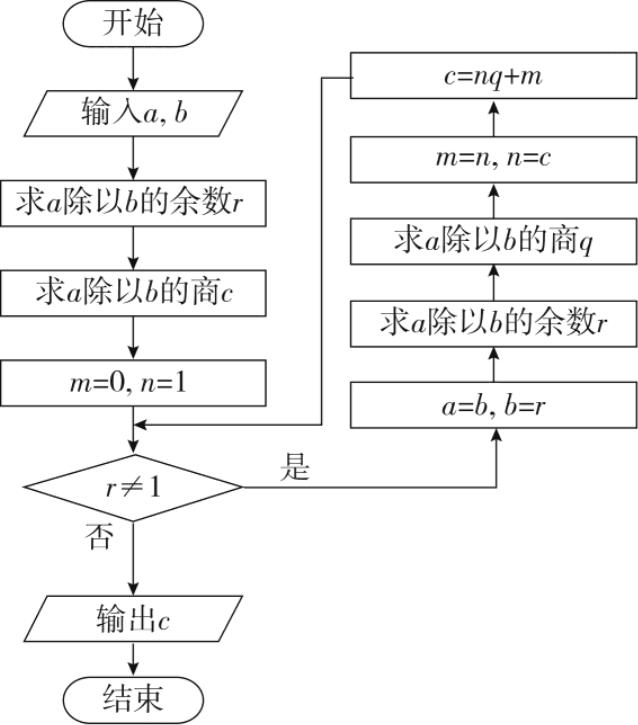 开始
输入a, b
求a除以b的余数r
求a除以b的商c
m=0, n=1
r≠1
是
否
输出c
结束
c=nq+m
m=n, n=c
求a除以b的商q
求a除以b的余数r
a=b, b=r